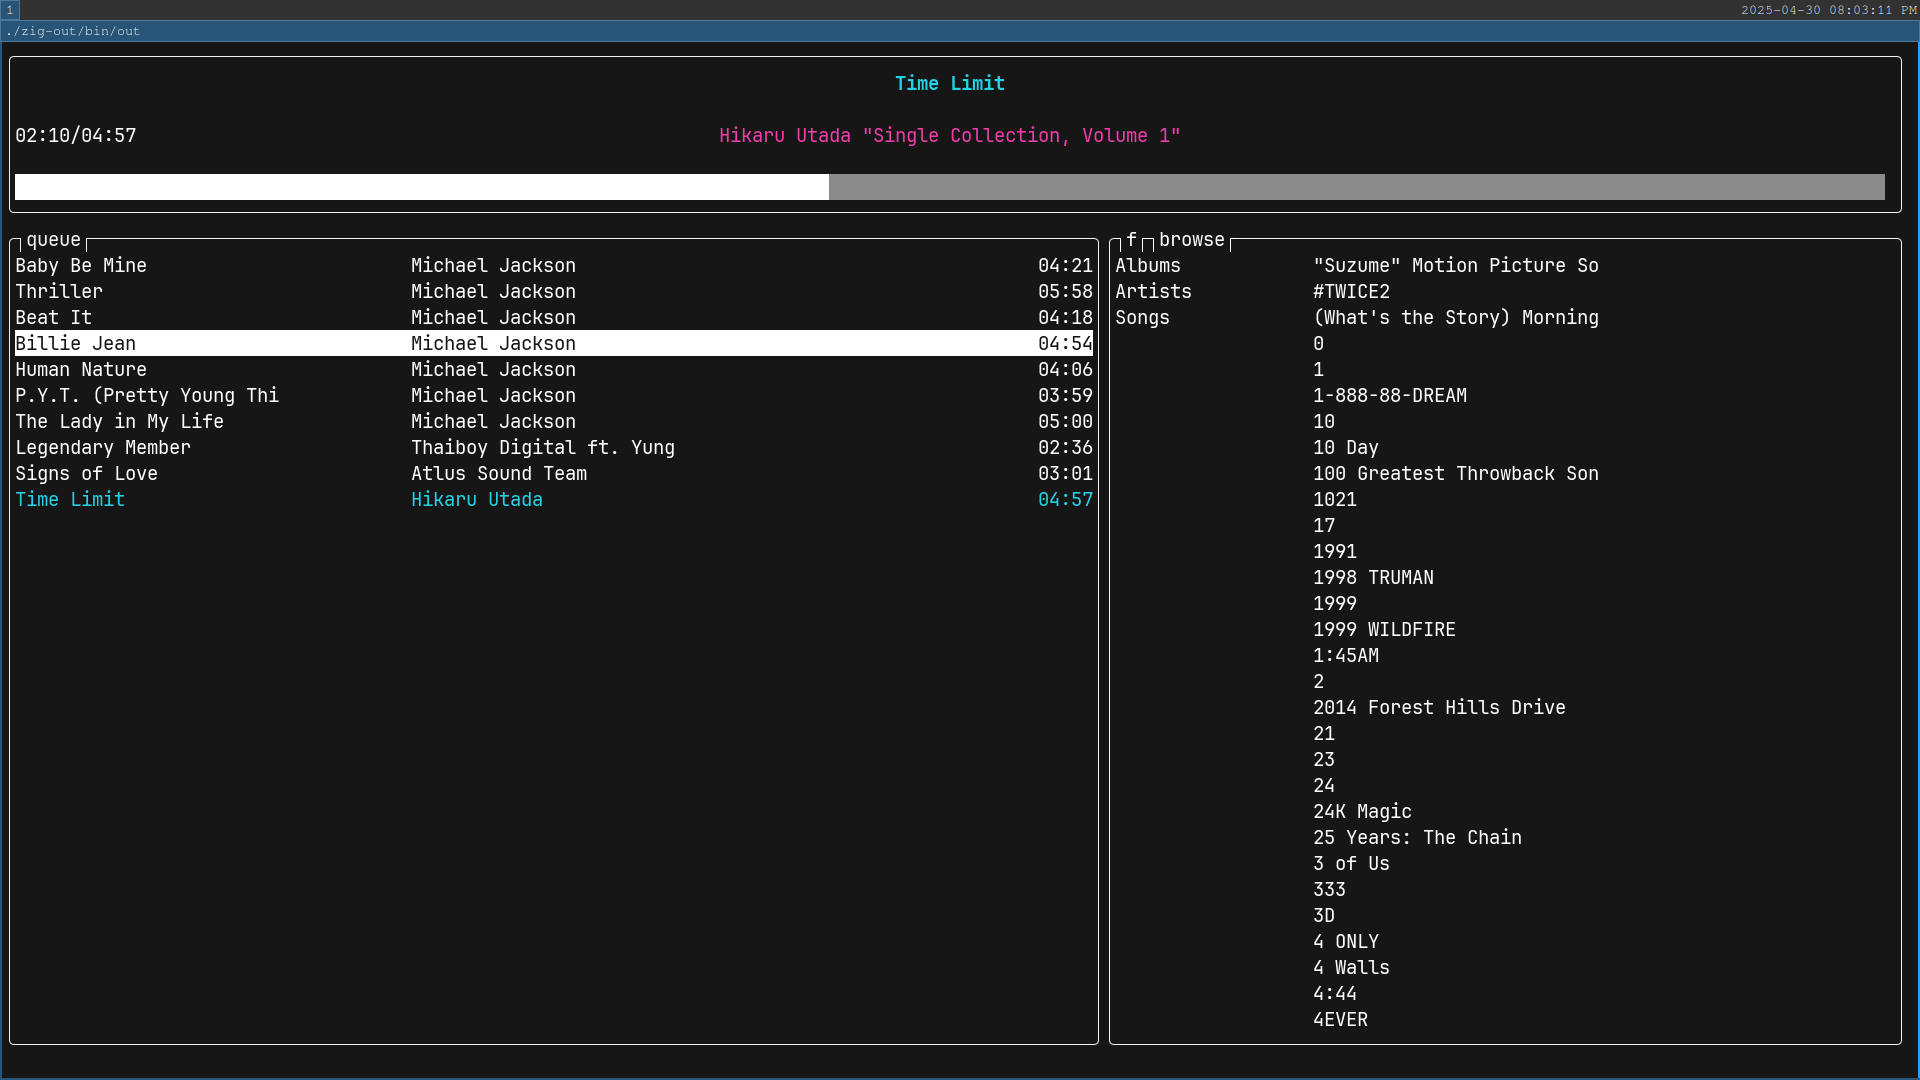 1 2025-04-30 08:03:11 PM
./zig-out/bin/out
Time Limit
02:10/04:57 Hikaru Utada "Single Collection, Volume 1"
queue
Baby Be Mine Michael Jackson 04:21
Thriller Michael Jackson 05:58
Beat It Michael Jackson 04:18
Billie Jean Michael Jackson 04:54
Human Nature Michael Jackson 04:06
P.Y.T. (Pretty Young Thi Michael Jackson 03:59
The Lady in My Life Michael Jackson 05:00
Legendary Member Thaiboy Digital ft. Yung 02:36
Signs of Love Atlus Sound Team 03:01
Time Limit Hikaru Utada 04:57
f browse
Albums "Suzume" Motion Picture So
Artists #TWICE2
Songs (What's the Story) Morning
0
1
1-888-88-DREAM
10
10 Day
100 Greatest Throwback Son
1021
17
1991
1998 TRUMAN
1999
1999 WILDFIRE
1:45AM
2
2014 Forest Hills Drive
21
23
24
24K Magic
25 Years: The Chain
3 of Us
333
3D
4 ONLY
4 Walls
4:44
4EVER